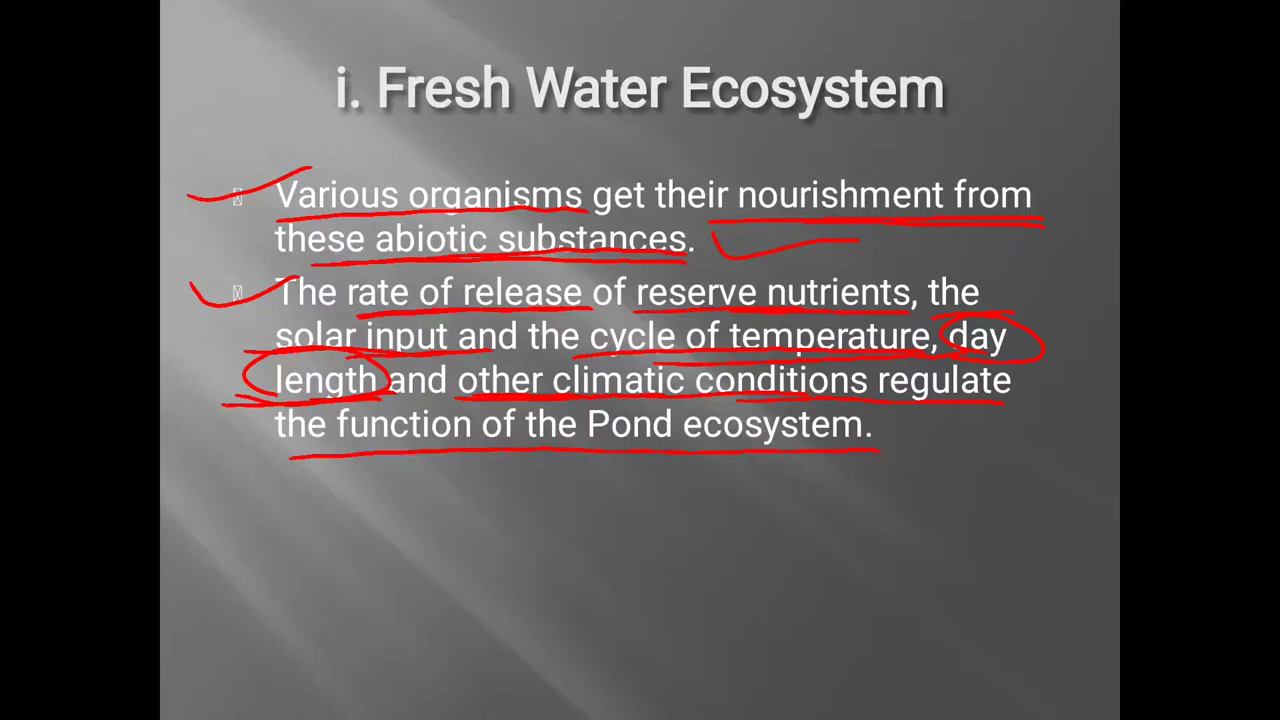 i. Fresh Water Ecosystem
Various organisms get their nourishment from
these abiotic substances.
The rate of release of reserve nutrients, the
solar input and the cycle of temperature, day
length and other climatic conditions regulate
the function of the Pond ecosystem.